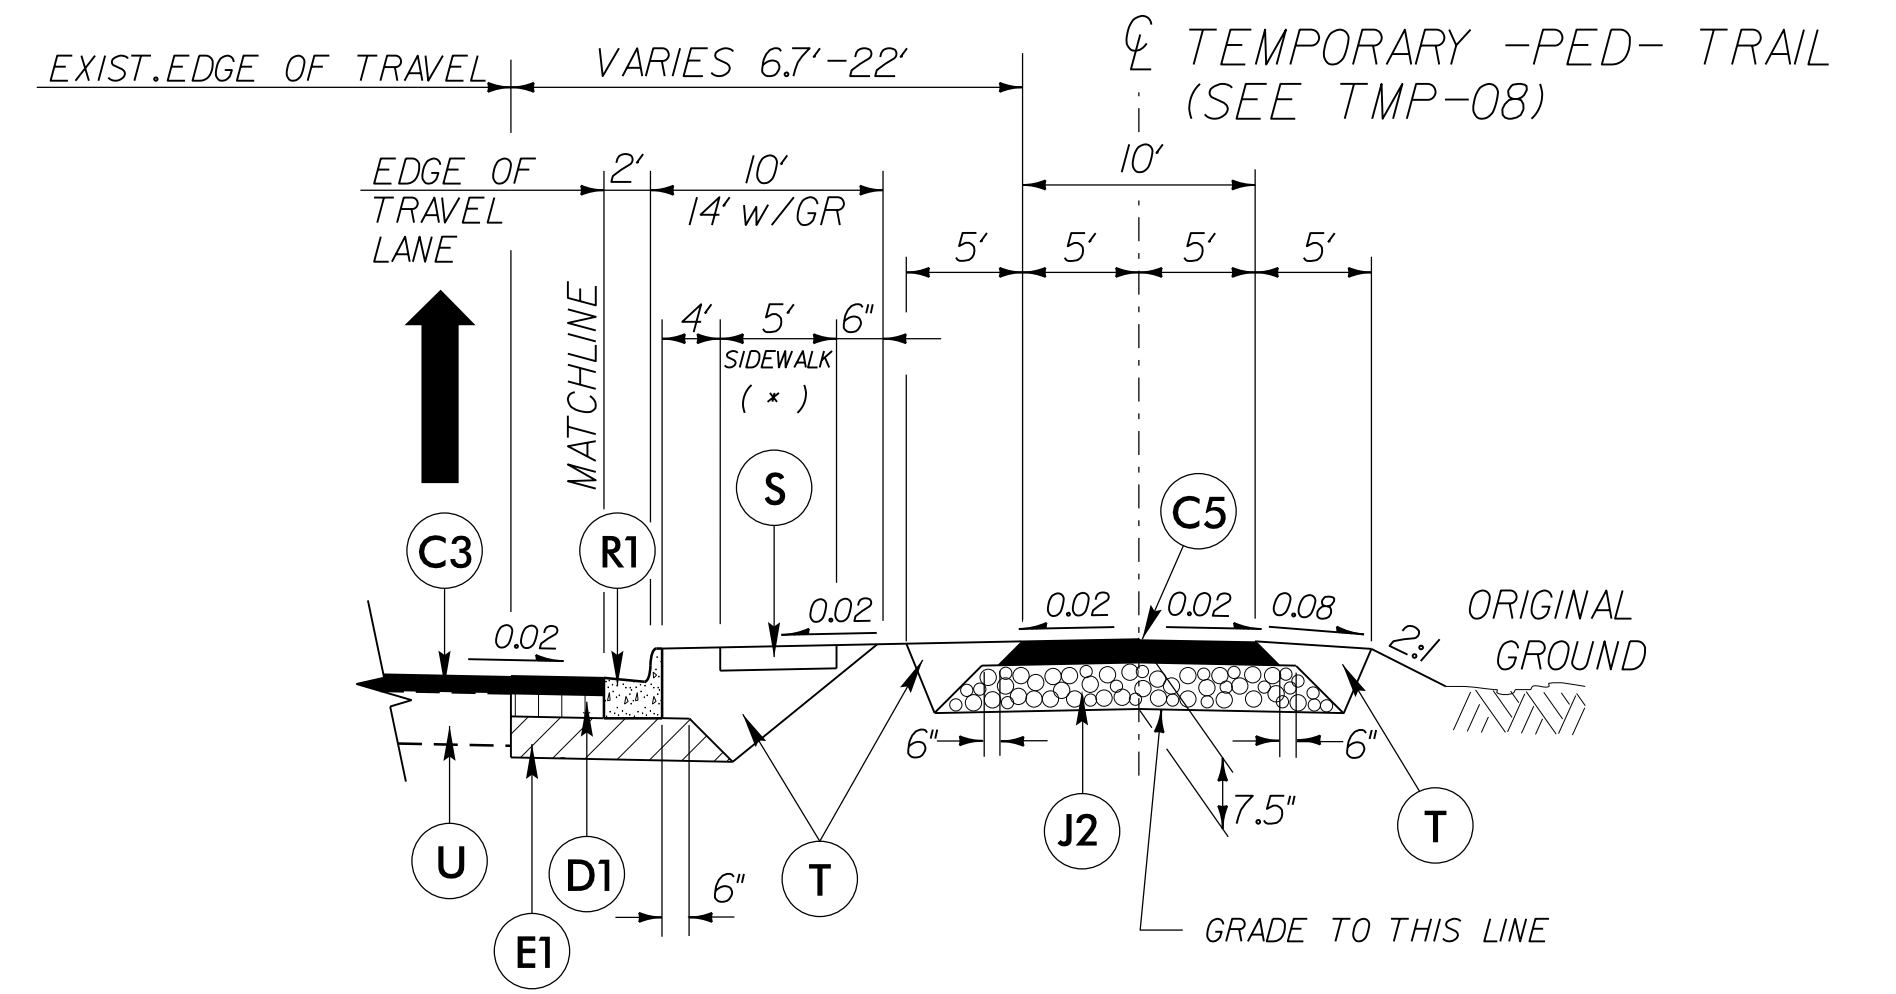 EXIST. EDGE OF TRAVEL
VARIES 6.7'-22'
℄ TEMPORARY -PED- TRAIL
(SEE TMP-08)
EDGE OF
TRAVEL
LANE
2'
10'
14' w/GR
10'
5'
5'
5'
5'
MATCHLINE
4'
5'
6"
SIDEWALK
(*)
S
C5
C3
R1
0.02
0.02
0.02
0.02
0.08
2:1
ORIGINAL
GROUND
6"
6"
7.5"
U
D1
E1
6"
T
J2
T
GRADE TO THIS LINE